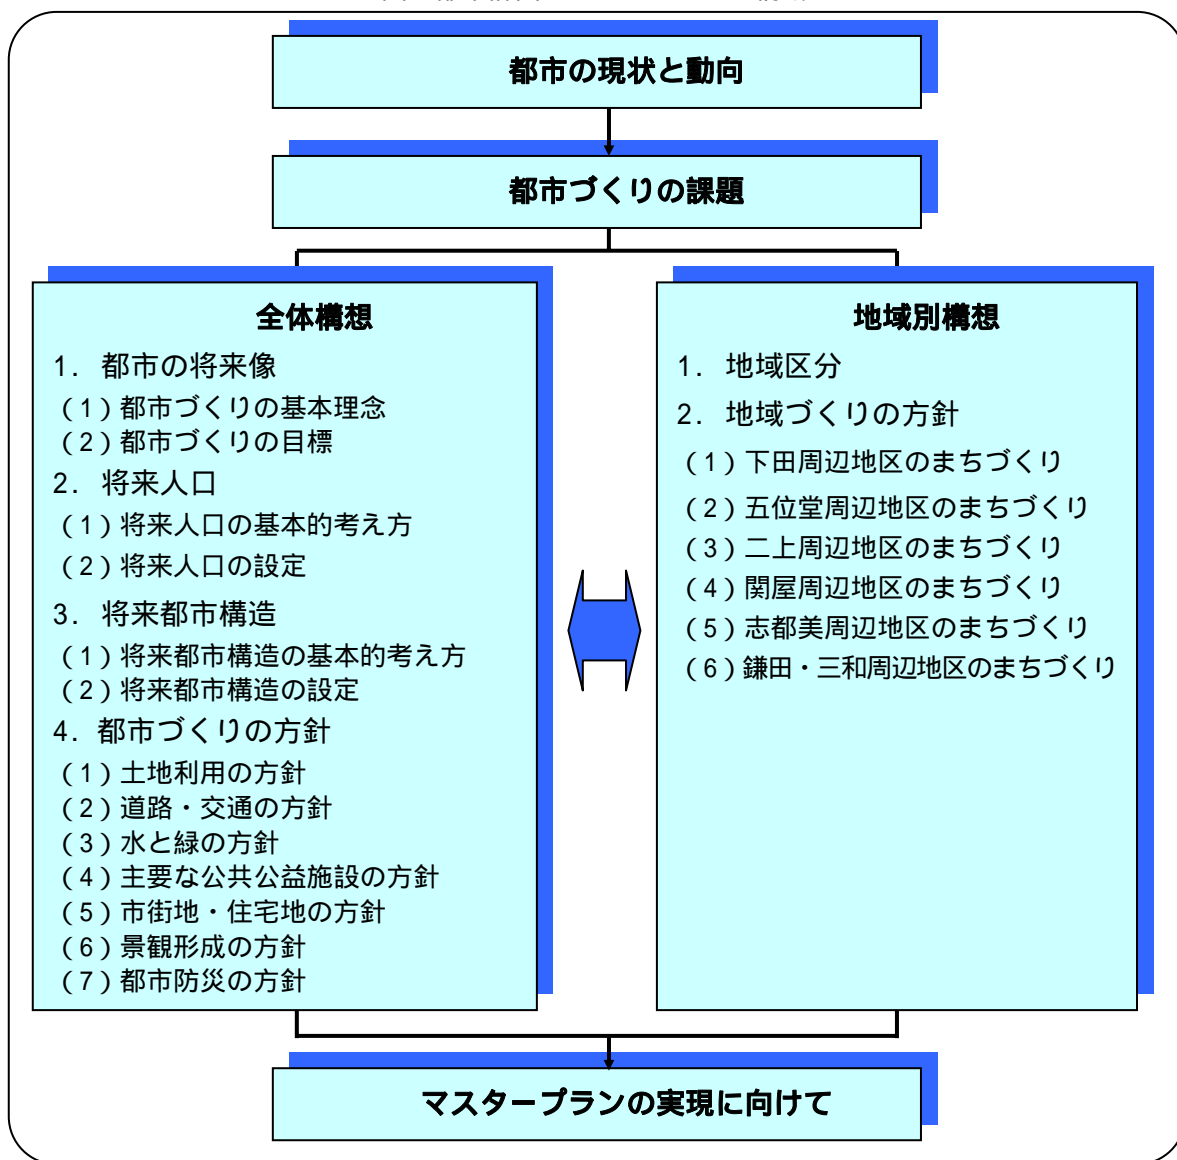 都市の現状と動向
都市づくりの課題
全体構想
1. 都市の将来像
(1)都市づくりの基本理念
(2)都市づくりの目標
2. 将来人口
(1)将来人口の基本的考え方
(2)将来人口の設定
3. 将来都市構造
(1)将来都市構造の基本的考え方
(2)将来都市構造の設定
4. 都市づくりの方針
(1)土地利用の方針
(2)道路・交通の方針
(3)水と緑の方針
(4)主要な公共公益施設の方針
(5)市街地・住宅地の方針
(6)景観形成の方針
(7)都市防災の方針
地域別構想
1. 地域区分
2. 地域づくりの方針
(1)下田周辺地区のまちづくり
(2)五位堂周辺地区のまちづくり
(3)二上周辺地区のまちづくり
(4)関屋周辺地区のまちづくり
(5)志都美周辺地区のまちづくり
(6)鎌田・三和周辺地区のまちづくり
マスタープランの実現に向けて